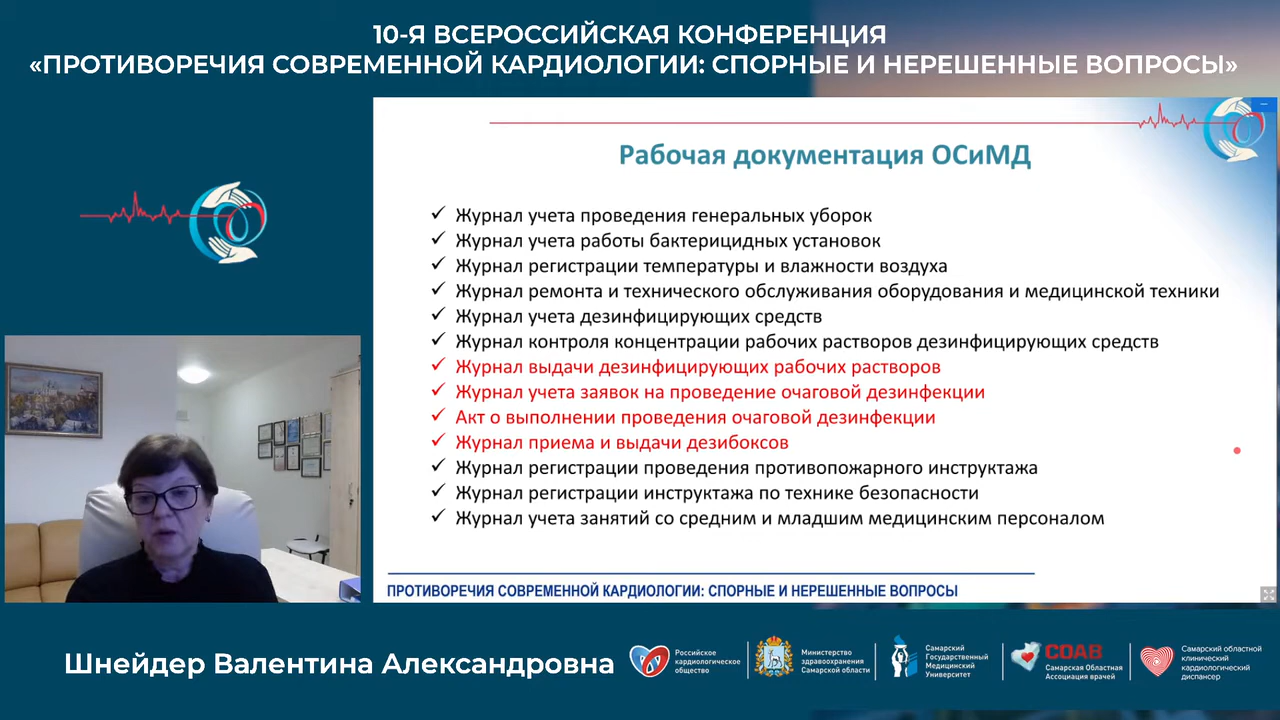 10-Я ВСЕРОССИЙСКАЯ КОНФЕРЕНЦИЯ
«ПРОТИВОРЕЧИЯ СОВРЕМЕННОЙ КАРДИОЛОГИИ: СПОРНЫЕ И НЕРЕШЕННЫЕ ВОПРОСЫ»
Рабочая документация ОСиМД
✓ Журнал учета проведения генеральных уборок
✓ Журнал учета работы бактерицидных установок
✓ Журнал регистрации температуры и влажности воздуха
✓ Журнал ремонта и технического обслуживания оборудования и медицинской техники
✓ Журнал учета дезинфицирующих средств
✓ Журнал контроля концентрации рабочих растворов дезинфицирующих средств
✓ Журнал выдачи дезинфицирующих рабочих растворов
✓ Журнал учета заявок на проведение очаговой дезинфекции
✓ Акт о выполнении проведения очаговой дезинфекции
✓ Журнал приема и выдачи дезибоксов
✓ Журнал регистрации проведения противопожарного инструктажа
✓ Журнал регистрации инструктажа по технике безопасности
✓ Журнал учета занятий со средним и младшим медицинским персоналом
ПРОТИВОРЕЧИЯ СОВРЕМЕННОЙ КАРДИОЛОГИИ: СПОРНЫЕ И НЕРЕШЕННЫЕ ВОПРОСЫ
Шнейдер Валентина Александровна
Российское
кардиологическое
общество
Министерство
здравоохранения
Самарской области
Самарский
Государственный
Медицинский
Университет
СОАВ
Самарская Областная
Ассоциация врачей
Самарский областной
клинический
кардиологический
диспансер